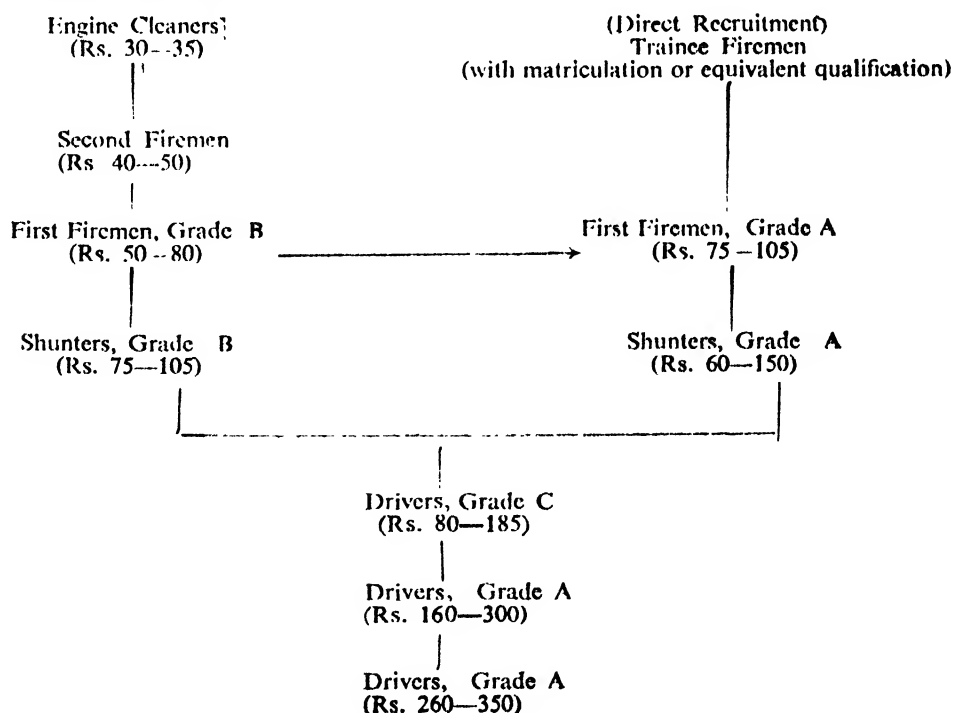 Engine Cleaners
(Rs. 30--35)
(Direct Recruitment)
Trainee Firemen
(with matriculation or equivalent qualification)
Second Firemen
(Rs 40---50)
First Firemen, Grade B
(Rs. 50--80)
First Firemen, Grade A
(Rs. 75–105)
Shunters, Grade B
(Rs. 75—105)
Shunters, Grade A
(Rs. 60—150)
Drivers, Grade C
(Rs. 80—185)
Drivers, Grade A
(Rs. 160—300)
Drivers, Grade A
(Rs. 260—350)